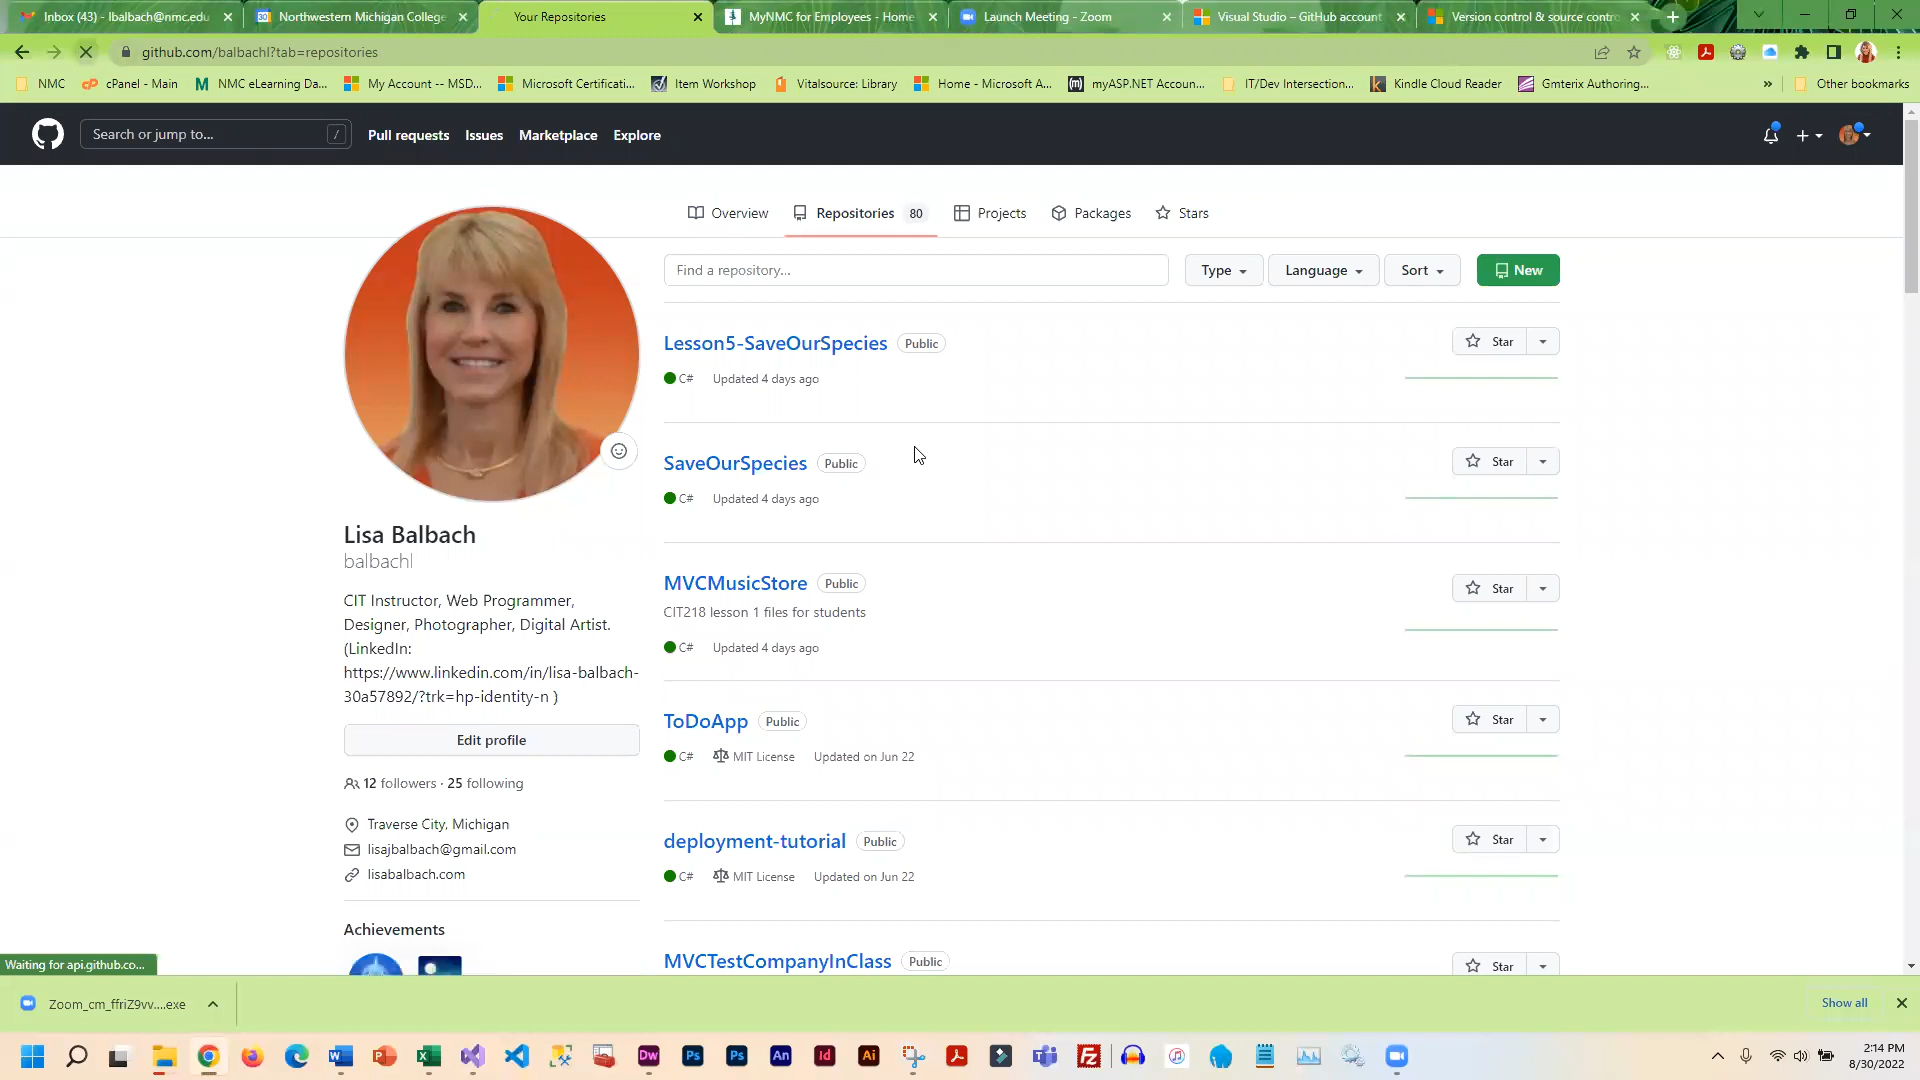 Inbox (43) - lbalbach@nmc.edu
Northwestern Michigan College
Your Repositories
MyNMC for Employees - Home
Launch Meeting - Zoom
Visual Studio – GitHub account
Version control & source contro
github.com/balbachl?tab=repositories
NMC
cPanel - Main
NMC eLearning Da...
My Account -- MSD...
Microsoft Certificati...
Item Workshop
Vitalsource: Library
Home - Microsoft A...
myASP.NET Accoun...
IT/Dev Intersection...
Kindle Cloud Reader
Gmterix Authoring...
»
Other bookmarks
Search or jump to...
/
Pull requests
Issues
Marketplace
Explore
Overview
Repositories 80
Projects
Packages
Stars
Find a repository...
Type
Language
Sort
New
Lesson5-SaveOurSpecies Public
Star
C# Updated 4 days ago
SaveOurSpecies Public
Star
C# Updated 4 days ago
MVCMusicStore Public
Star
CIT218 lesson 1 files for students
C# Updated 4 days ago
ToDoApp Public
Star
C# MIT License Updated on Jun 22
deployment-tutorial Public
Star
C# MIT License Updated on Jun 22
MVCTestCompanyInClass Public
Star
Lisa Balbach
balbachl
CIT Instructor, Web Programmer,
Designer, Photographer, Digital Artist.
(LinkedIn:
https://www.linkedin.com/in/lisa-balbach-
30a57892/?trk=hp-identity-n )
Edit profile
12 followers · 25 following
Traverse City, Michigan
lisajbalbach@gmail.com
lisabalbach.com
Achievements
Waiting for api.github.co...
Zoom_cm_ffriZ9vv....exe
Show all
Dw
Ps
Ps
An
Id
Ai
2:14 PM
8/30/2022